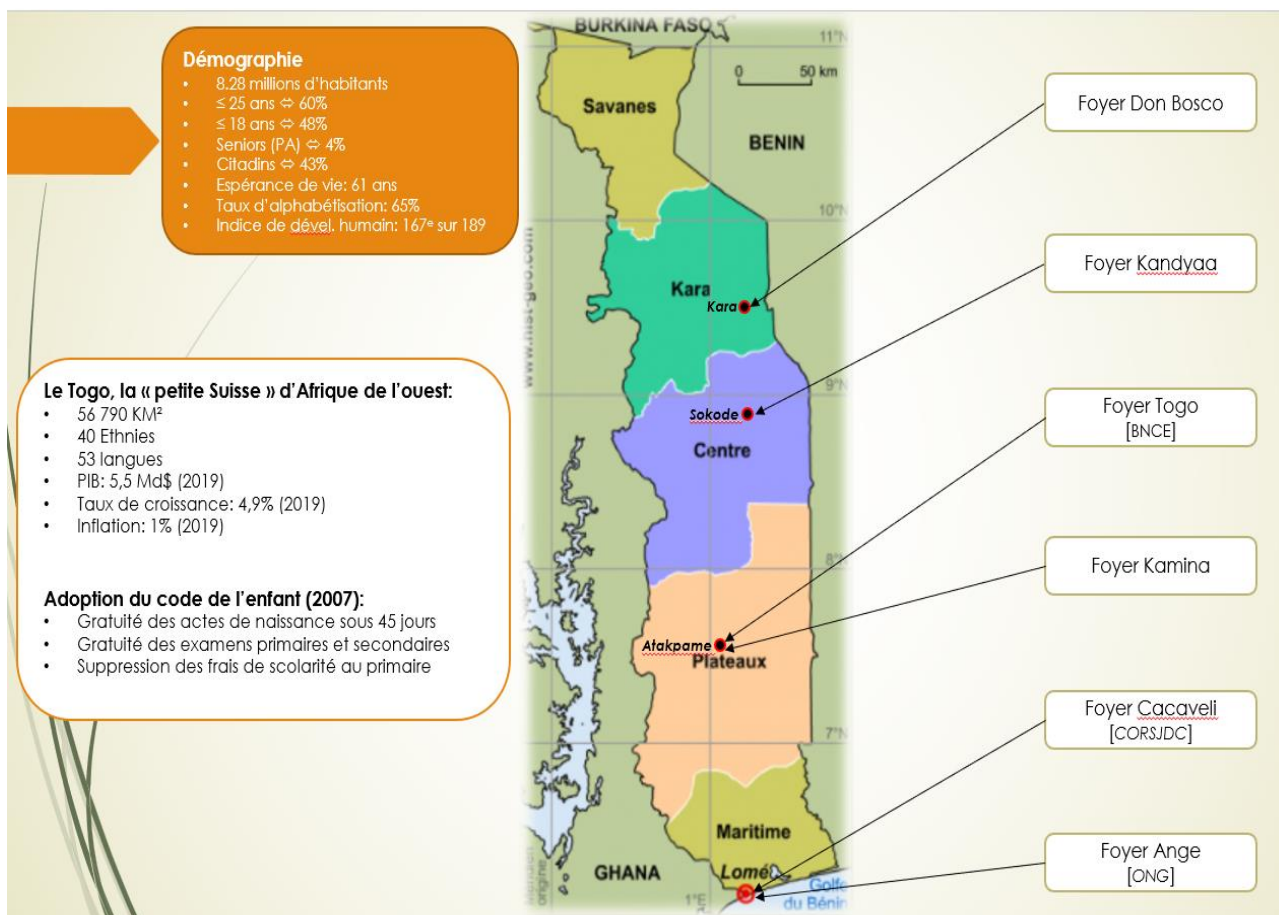 Démographie
• 8.28 millions d'habitants
• ≤ 25 ans ⇔ 60%
• ≤ 18 ans ⇔ 48%
• Seniors (PA) ⇔ 4%
• Citadins ⇔ 43%
• Espérance de vie: 61 ans
• Taux d'alphabétisation: 65%
• Indice de dével. humain: 167e sur 189
Le Togo, la « petite Suisse » d'Afrique de l'ouest:
• 56 790 KM²
• 40 Ethnies
• 53 langues
• PIB: 5,5 Md$ (2019)
• Taux de croissance: 4,9% (2019)
• Inflation: 1% (2019)
Adoption du code de l'enfant (2007):
• Gratuité des actes de naissance sous 45 jours
• Gratuité des examens primaires et secondaires
• Suppression des frais de scolarité au primaire
BURKINA FASO
11°N
0 50 km
Savanes
BENIN
10°N
Kara
Kara
9°N
Sokode
Centre
8°N
Atakpame
Plateaux
7°N
Maritime
GHANA
Lomé
Golfe
du Bénin
Méridien
origine
1°
Foyer Don Bosco
Foyer Kandyaa
Foyer Togo
[BNCE]
Foyer Kamina
Foyer Cacaveli
[CORSJDC]
Foyer Ange
[ONG]